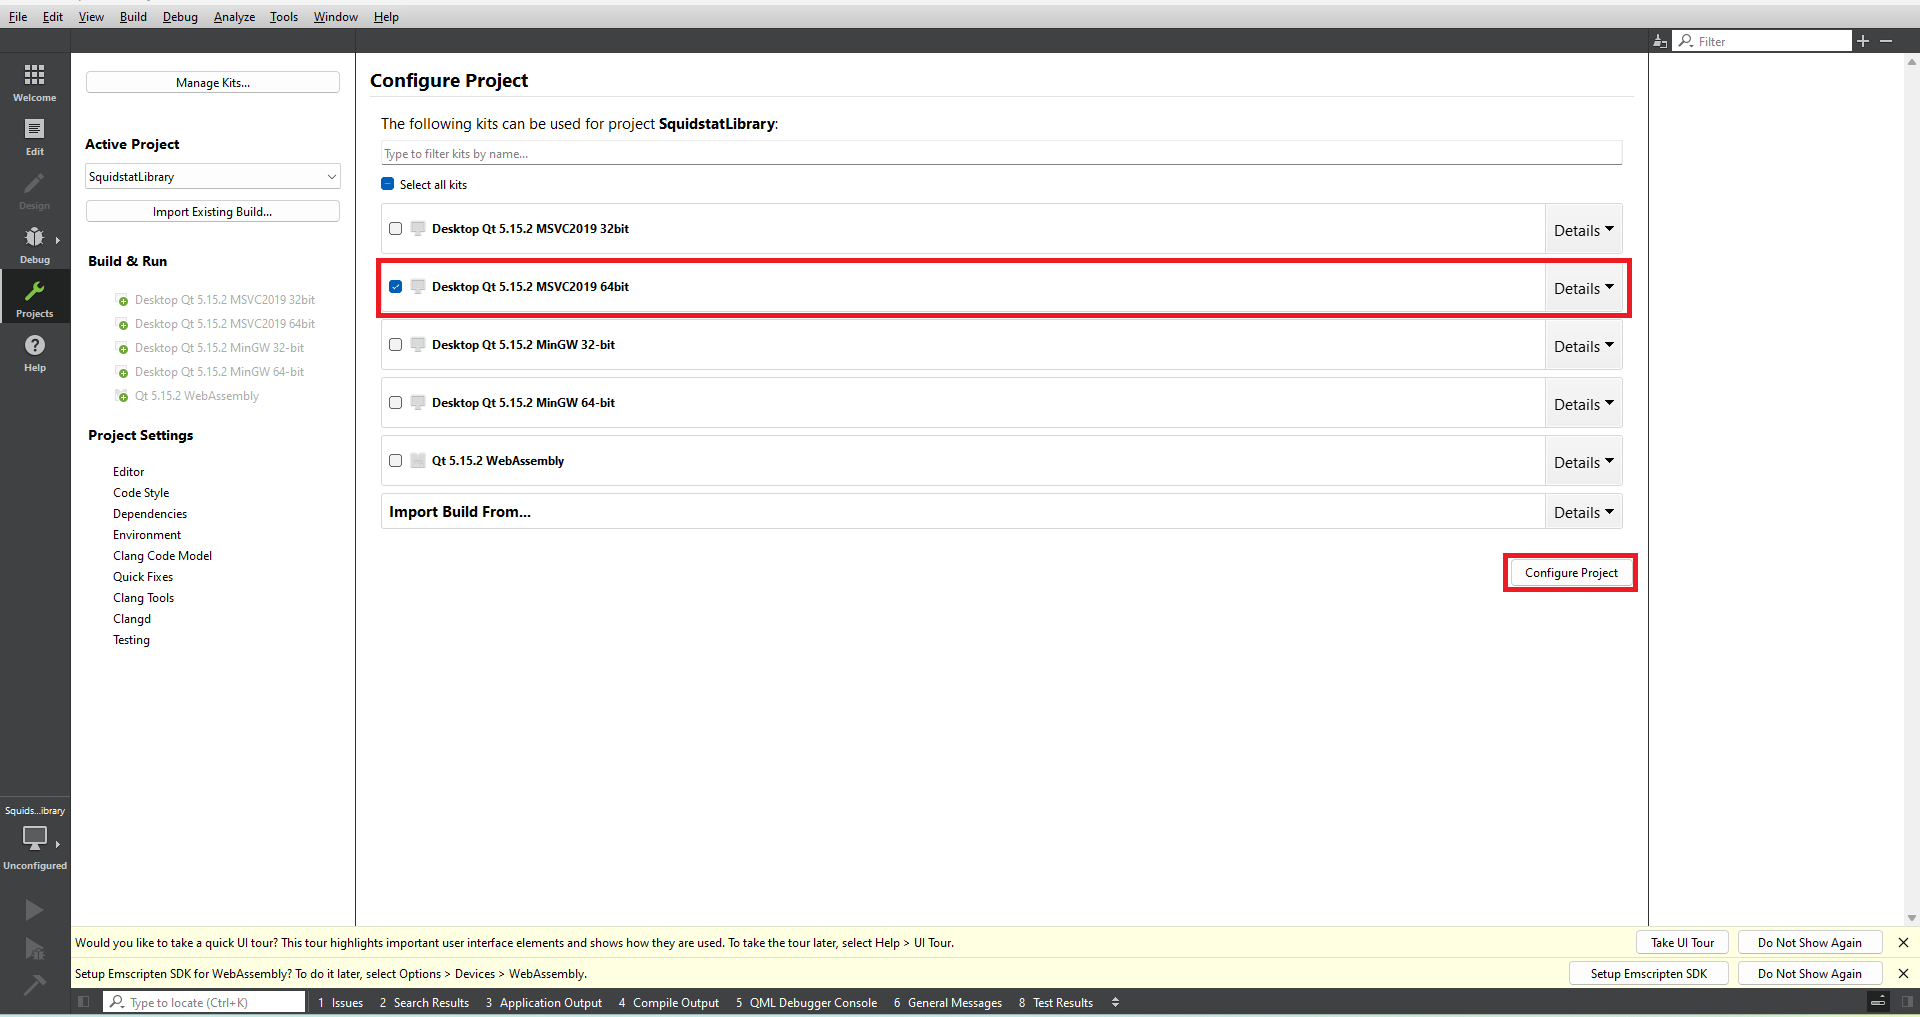 File Edit View Build Debug Analyze Tools Window Help
Filter
Welcome
Edit
Design
Debug
Projects
Help
Squids...ibrary
Unconfigured
Manage Kits...
Active Project
SquidstatLibrary
Import Existing Build...
Build & Run
Desktop Qt 5.15.2 MSVC2019 32bit
Desktop Qt 5.15.2 MSVC2019 64bit
Desktop Qt 5.15.2 MinGW 32-bit
Desktop Qt 5.15.2 MinGW 64-bit
Qt 5.15.2 WebAssembly
Project Settings
Editor
Code Style
Dependencies
Environment
Clang Code Model
Quick Fixes
Clang Tools
Clangd
Testing
Configure Project
The following kits can be used for project SquidstatLibrary:
Type to filter kits by name...
Select all kits
Desktop Qt 5.15.2 MSVC2019 32bit Details
Desktop Qt 5.15.2 MSVC2019 64bit Details
Desktop Qt 5.15.2 MinGW 32-bit Details
Desktop Qt 5.15.2 MinGW 64-bit Details
Qt 5.15.2 WebAssembly Details
Import Build From... Details
Configure Project
Would you like to take a quick UI tour? This tour highlights important user interface elements and shows how they are used. To take the tour later, select Help > UI Tour. Take UI Tour Do Not Show Again
Setup Emscripten SDK for WebAssembly? To do it later, select Options > Devices > WebAssembly. Setup Emscripten SDK Do Not Show Again
Type to locate (Ctrl+K) 1 Issues 2 Search Results 3 Application Output 4 Compile Output 5 QML Debugger Console 6 General Messages 8 Test Results